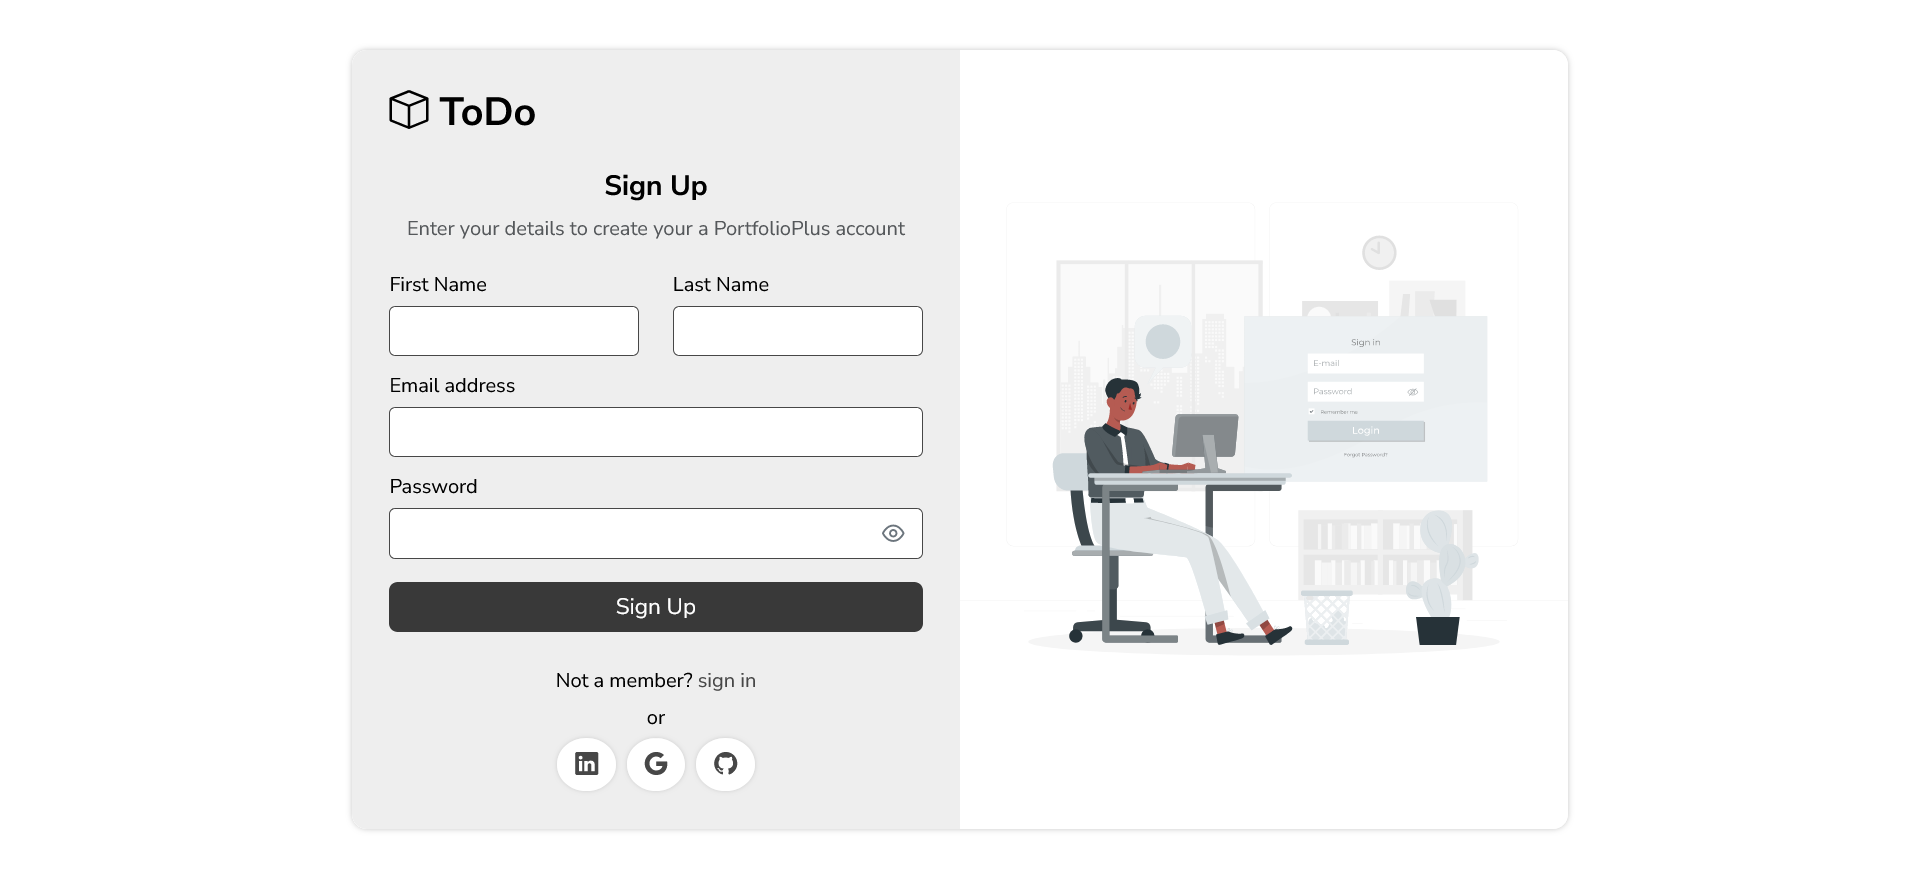 ToDo
Sign Up
Enter your details to create your a PortfolioPlus account
First Name Last Name
Email address
Password
Sign Up
Not a member? sign in
or
Sign in
E-mail
Password
Remember me
Login
Forgot Password?